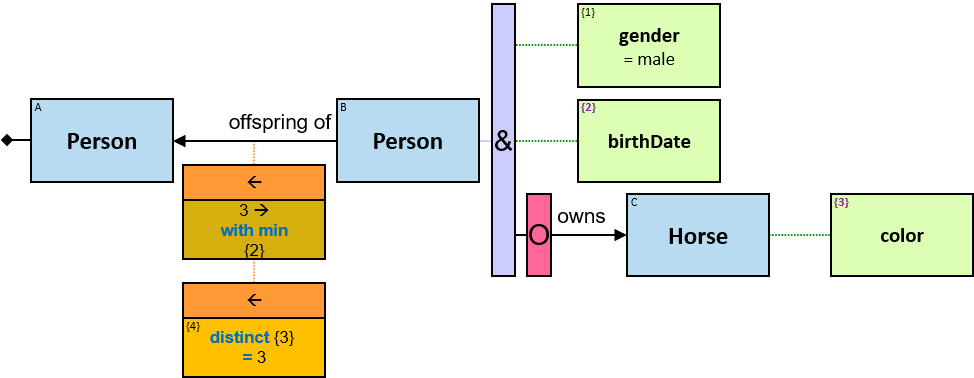 {1}
gender
= male
A
Person
offspring of
B
Person
&
{2}
birthDate
←
3 →
with min
{2}
O
owns
C
Horse
{3}
color
←
{4}
distinct {3}
= 3